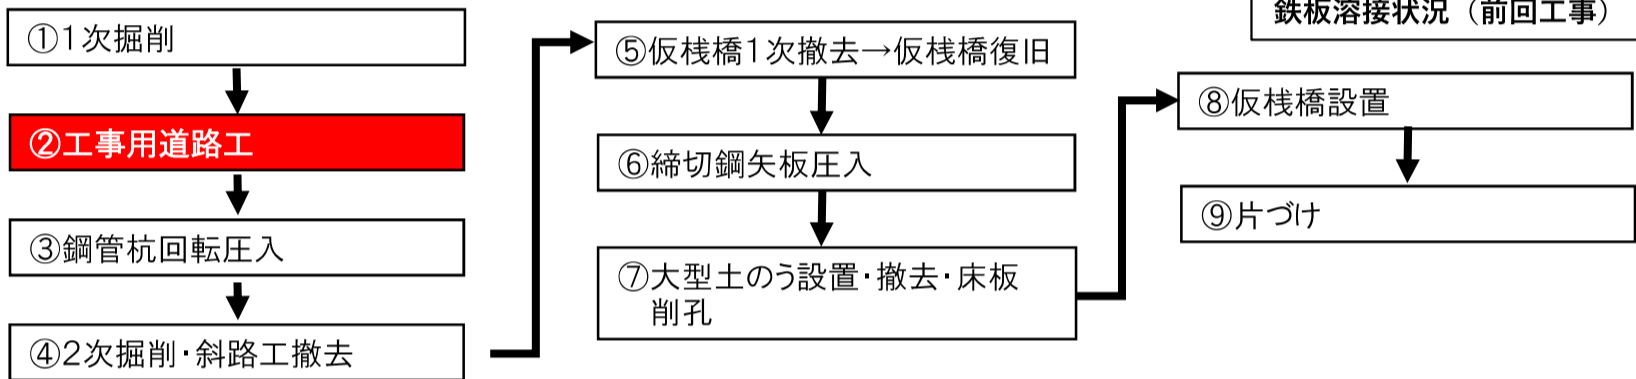 ①1次掘削
②工事用道路工
③鋼管杭回転圧入
④2次掘削・斜路工撤去
⑤仮桟橋1次撤去→仮桟橋復旧
⑥締切鋼矢板圧入
⑦大型土のう設置・撤去・床板
削孔
鉄板溶接状況（前回工事）
⑧仮桟橋設置
⑨片づけ